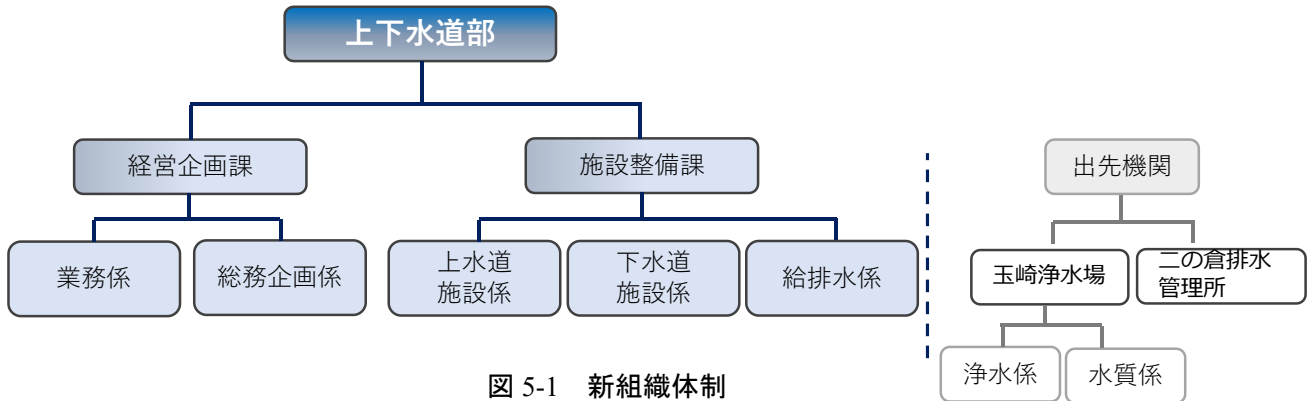 上下水道部
経営企画課
施設整備課
出先機関
業務係
総務企画係
上水道
施設係
下水道
施設係
給排水係
玉崎浄水場
二の倉排水
管理所
浄水係
水質係
図 5-1 新組織体制